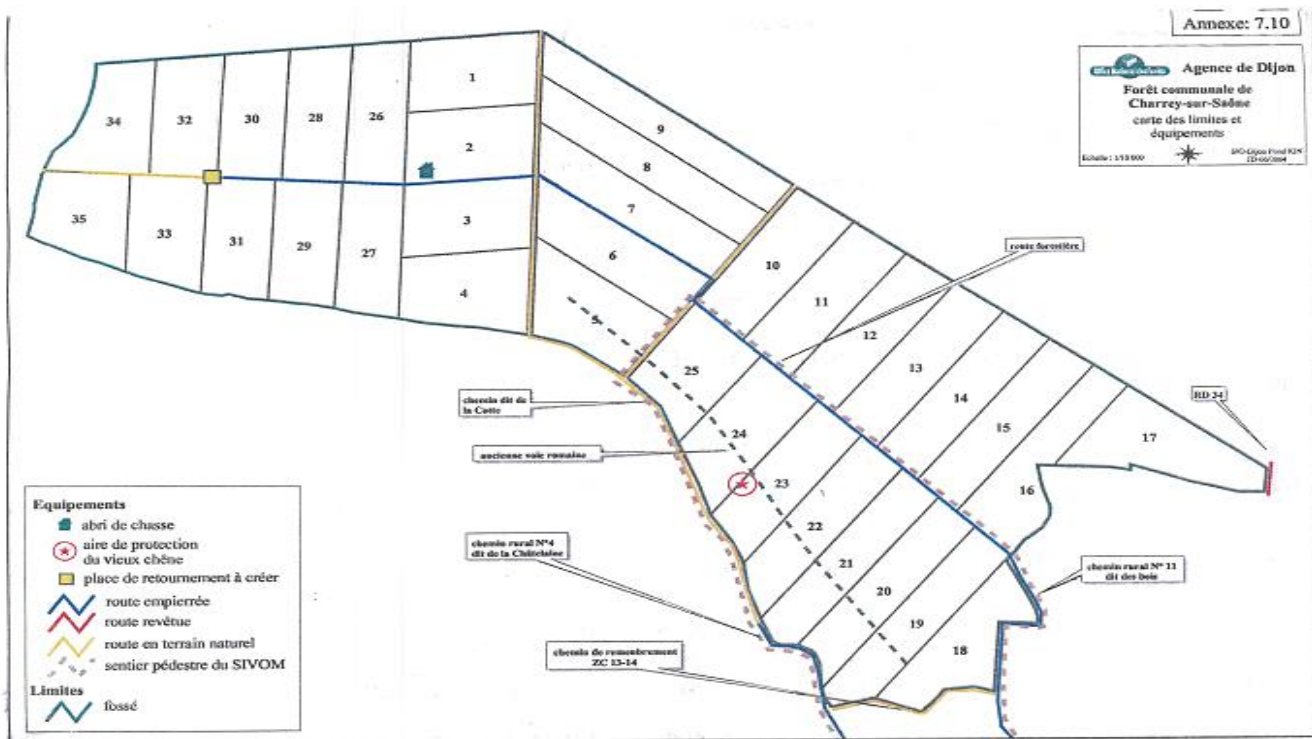 Annexe: 7.10
Agence de Dijon
Forêt communale de
Charrey-sur-Saône
carte des limites et
équipements
1
2
3
4
5
6
7
8
9
10
11
12
13
14
15
16
17
18
19
20
21
22
23
24
25
26
27
28
29
30
31
32
33
34
35
route forestière
RD 34
chemin dit de
la Cotte
ancienne voie romaine
chemin rural N°4
dit de la Châtelaine
chemin rural N° 11
dit des bois
chemin de remembrement
ZC 13-14
Equipements
abri de chasse
aire de protection
du vieux chêne
place de retournement à créer
route empierrée
route revêtue
route en terrain naturel
sentier pédestre du SIVOM
Limites
fossé